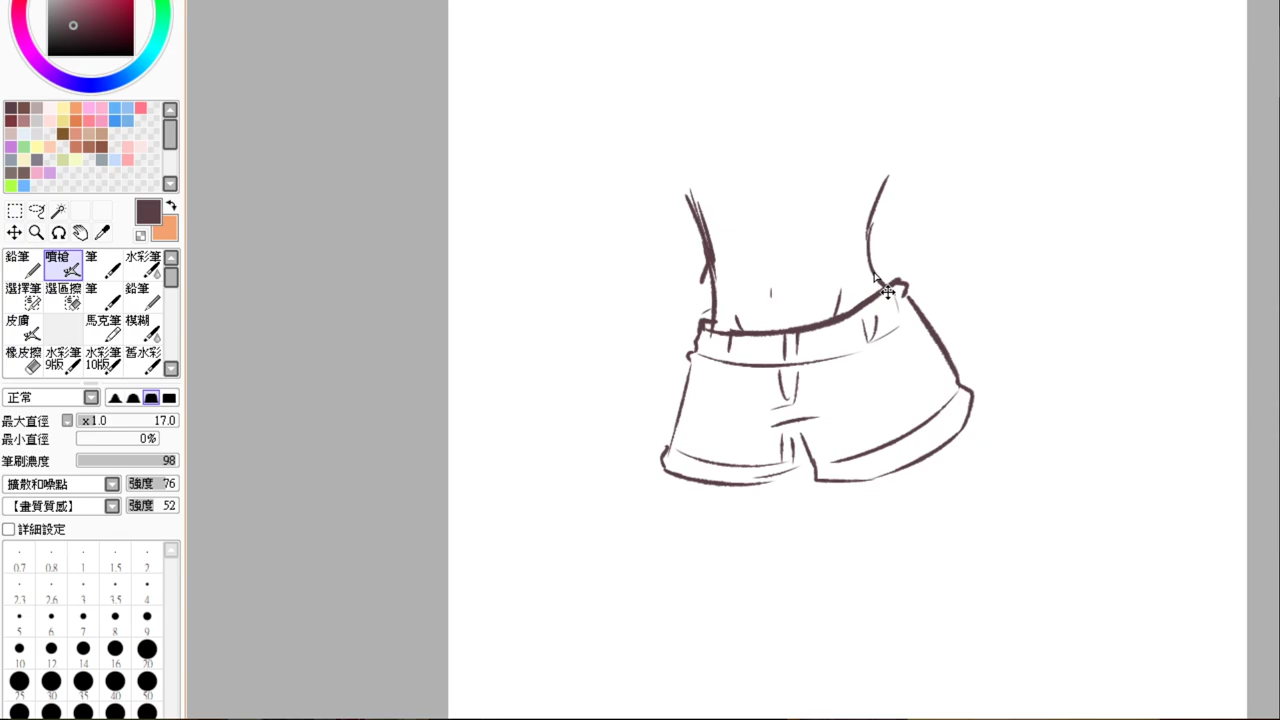 鉛筆 噴槍 筆 水彩筆
選擇筆 選區擦 筆 鉛筆
皮膚 馬克筆 模糊
橡皮擦 水彩筆 水彩筆 舊水彩
9版 10版
正常
最大直徑 x1.0 17.0
最小直徑 0%
筆刷濃度 98
擴散和噪點 強度 76
【畫質質感】 強度 52
詳細設定
0.7 0.8 1 1.5 2
2.3 2.6 3 3.5 4
5 6 7 8 9
10 12 14 16 20
25 30 35 40 50